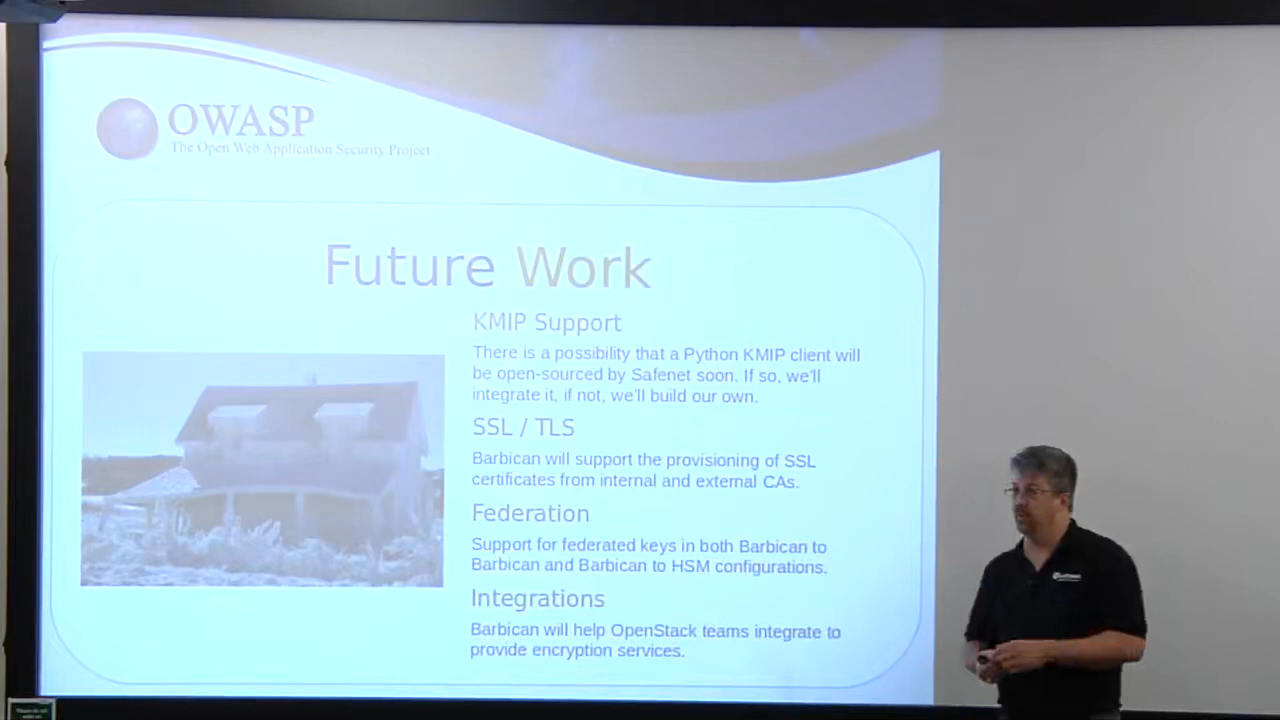 OWASP
The Open Web Application Security Project
Future Work
KMIP Support
There is a possibility that a Python KMIP client will
be open-sourced by Safenet soon. If so, we'll
integrate it, if not, we'll build our own.
SSL / TLS
Barbican will support the provisioning of SSL
certificates from internal and external CAs.
Federation
Support for federated keys in both Barbican to
Barbican and Barbican to HSM configurations.
Integrations
Barbican will help OpenStack teams integrate to
provide encryption services.